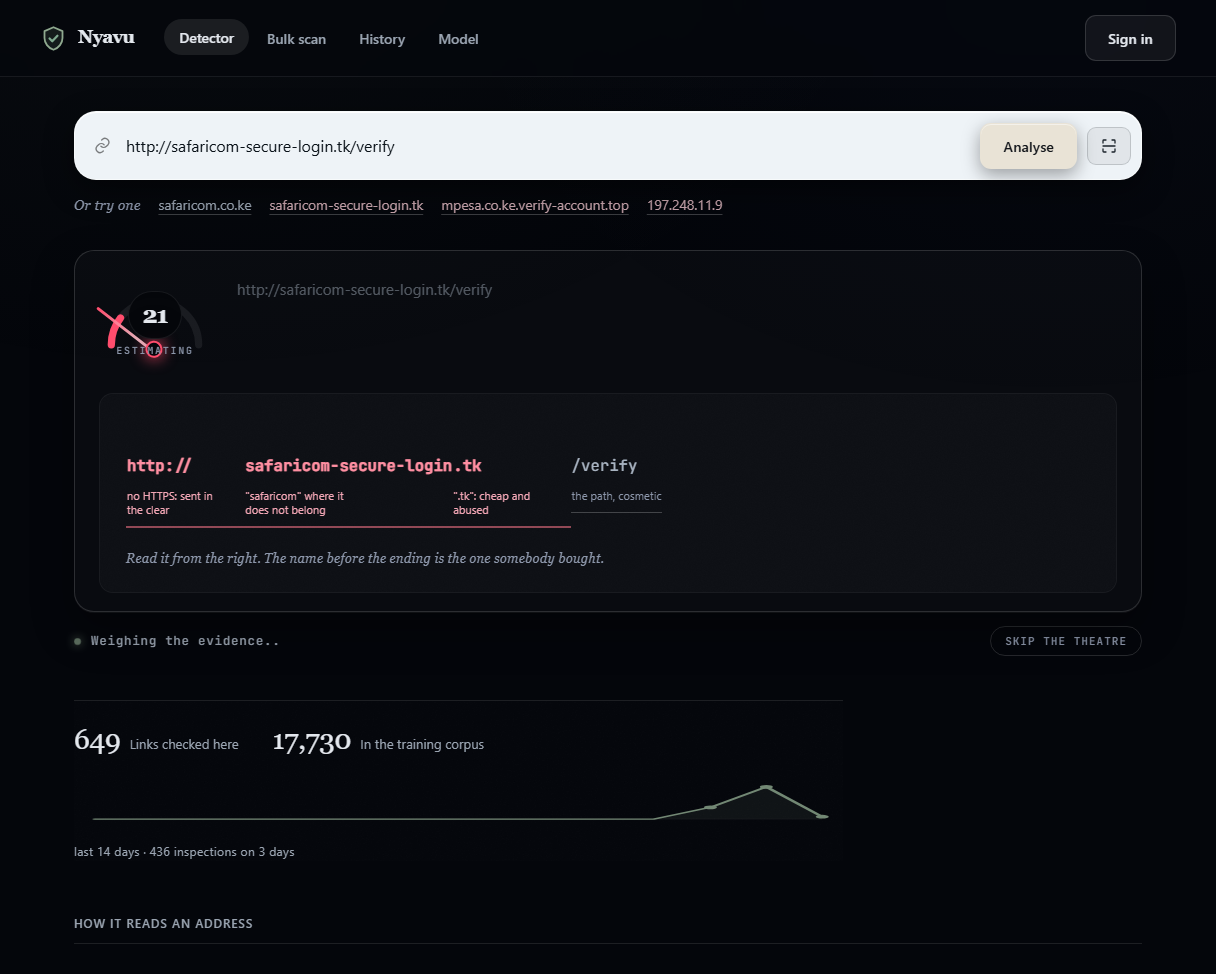 Nyavu
Detector
Bulk scan
History
Model
Sign in
http://safaricom-secure-login.tk/verify
Analyse
Or try one
safaricom.co.ke
safaricom-secure-login.tk
mpesa.co.ke.verify-account.top
197.248.11.9
21
ESTIMATING
http://safaricom-secure-login.tk/verify
http://
safaricom-secure-login.tk
/verify
no HTTPS: sent in
the clear
"safaricom" where it
does not belong
".tk": cheap and
abused
the path, cosmetic
Read it from the right. The name before the ending is the one somebody bought.
Weighing the evidence..
SKIP THE THEATRE
649 Links checked here
17,730 In the training corpus
last 14 days · 436 inspections on 3 days
HOW IT READS AN ADDRESS